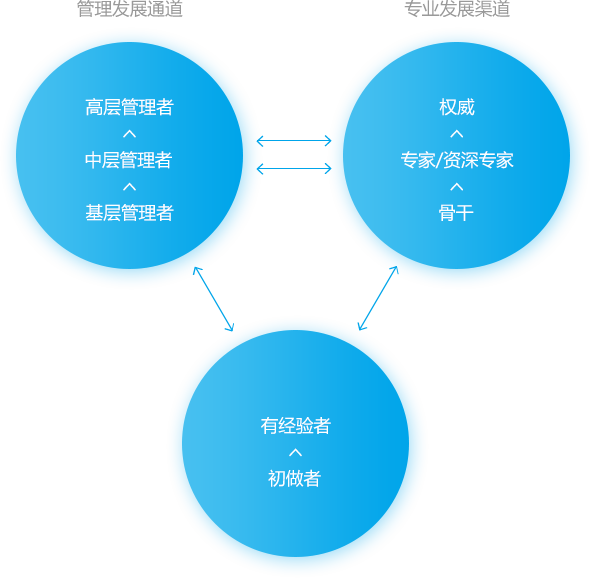 管理发展通道
专业发展渠道
高层管理者
中层管理者
基层管理者
权威
专家/资深专家
骨干
有经验者
初做者